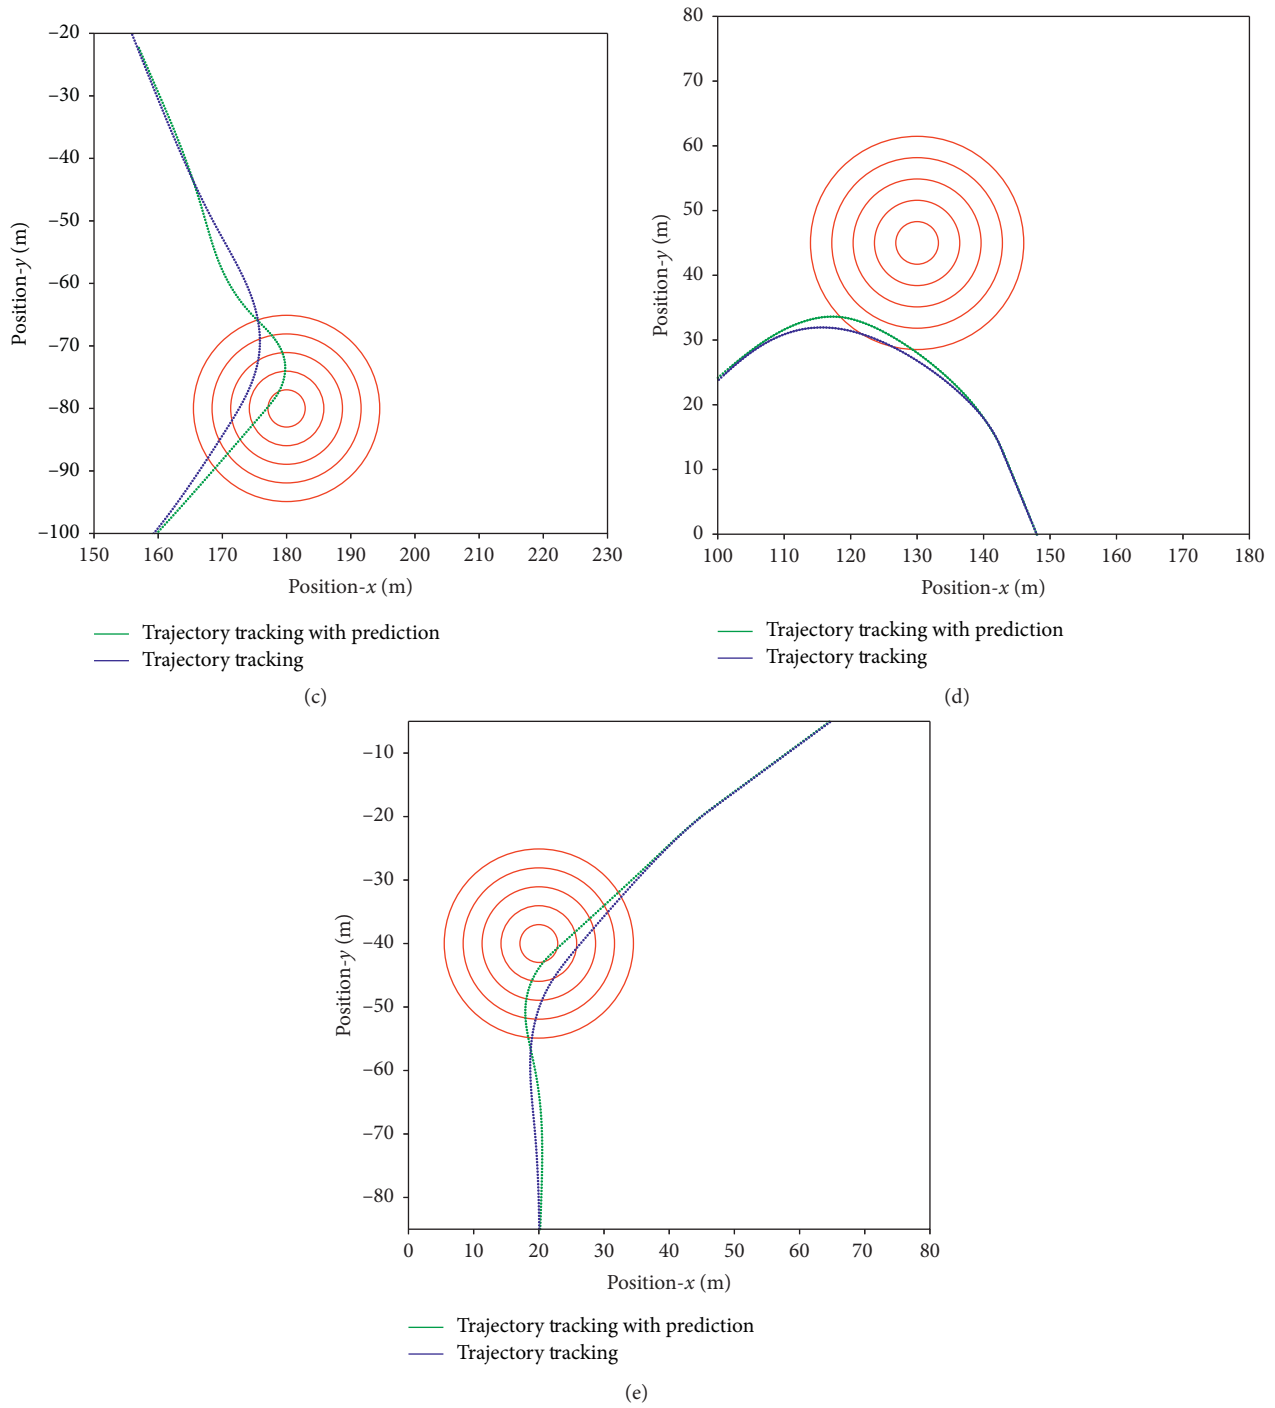 −20
−30
−40
−50
−60
−70
−80
−90
−100
Position-y (m)
150 160 170 180 190 200 210 220 230
Position-x (m)
Trajectory tracking with prediction
Trajectory tracking
(c)
80
70
60
50
40
30
20
10
0
Position-y (m)
100 110 120 130 140 150 160 170 180
Position-x (m)
Trajectory tracking with prediction
Trajectory tracking
(d)
−10
−20
−30
−40
−50
−60
−70
−80
Position-y (m)
0 10 20 30 40 50 60 70 80
Position-x (m)
Trajectory tracking with prediction
Trajectory tracking
(e)